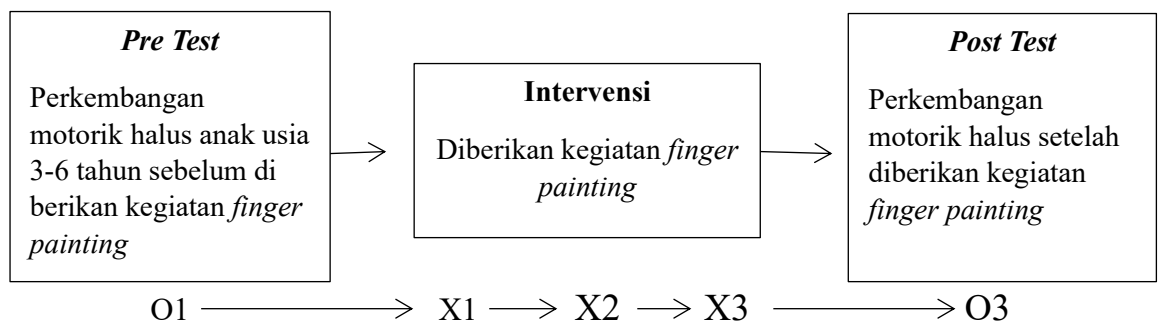 Pre Test
Perkembangan
motorik halus anak usia
3-6 tahun sebelum di
berikan kegiatan finger
painting
Intervensi
Diberikan kegiatan finger
painting
Post Test
Perkembangan
motorik halus setelah
diberikan kegiatan
finger painting
O1 X1 X2 X3 O3